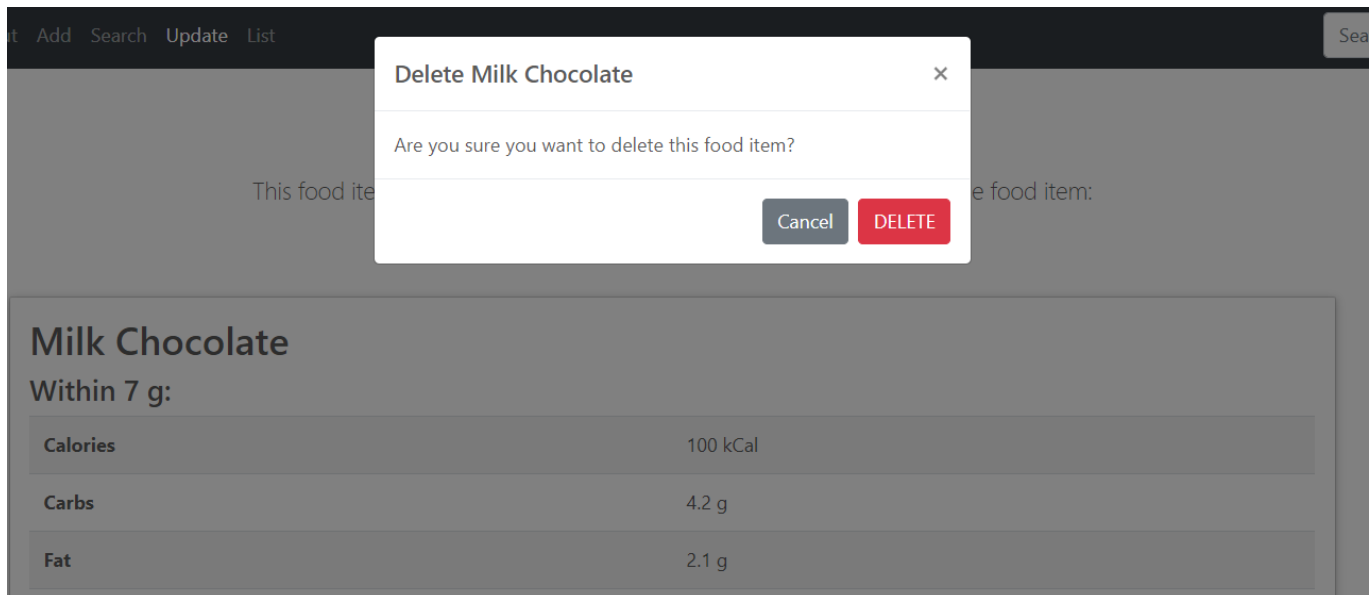 Add Search Update List
Delete Milk Chocolate ×
Are you sure you want to delete this food item?
This food food item:
Cancel DELETE
Milk Chocolate
Within 7 g:
Calories 100 kCal
Carbs 4.2 g
Fat 2.1 g